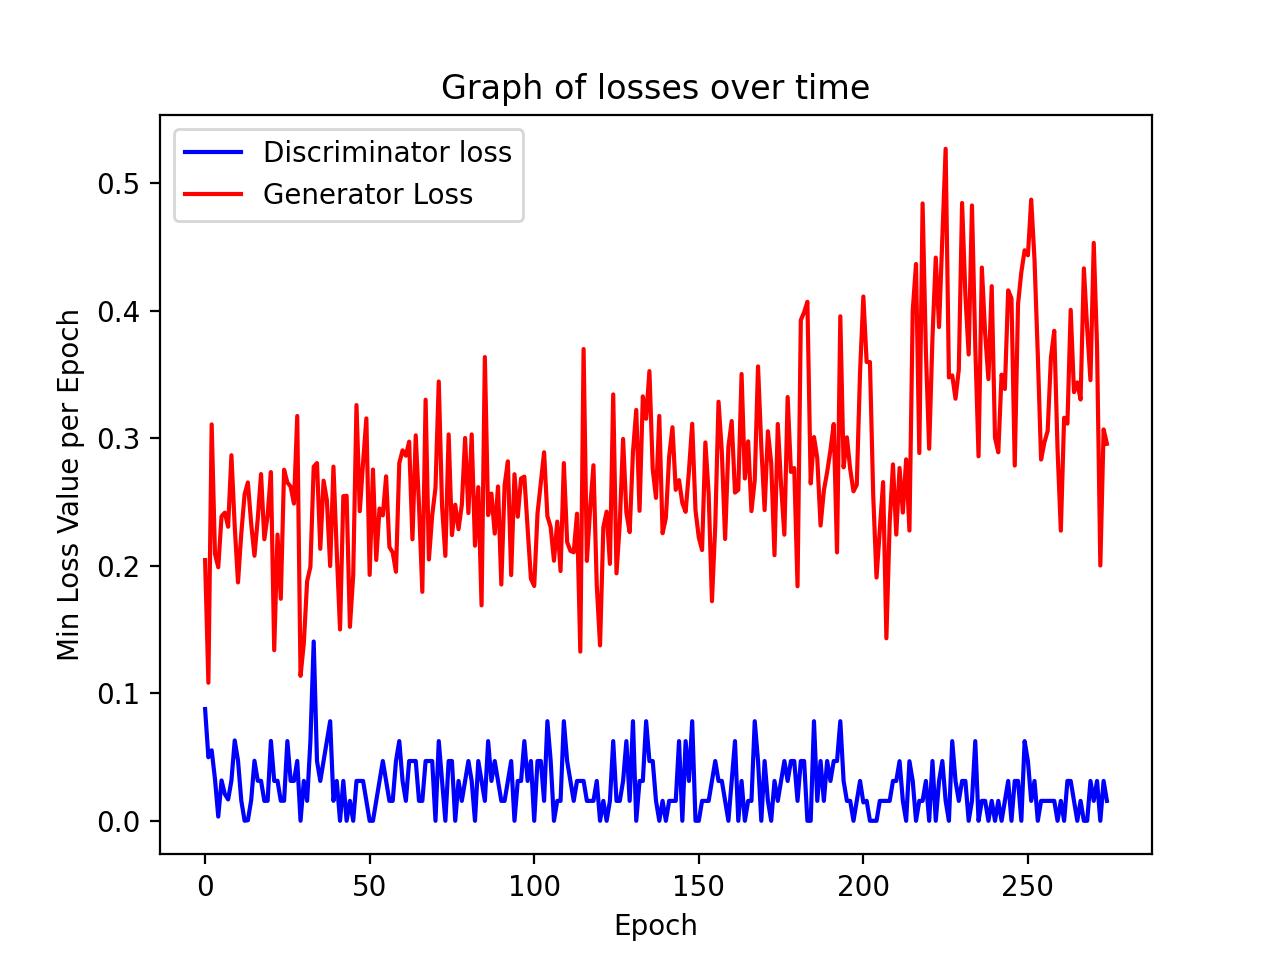 Graph of losses over time
Discriminator loss
Generator Loss
Min Loss Value per Epoch
0.5
0.4
0.3
0.2
0.1
0.0
0 50 100 150 200 250
Epoch